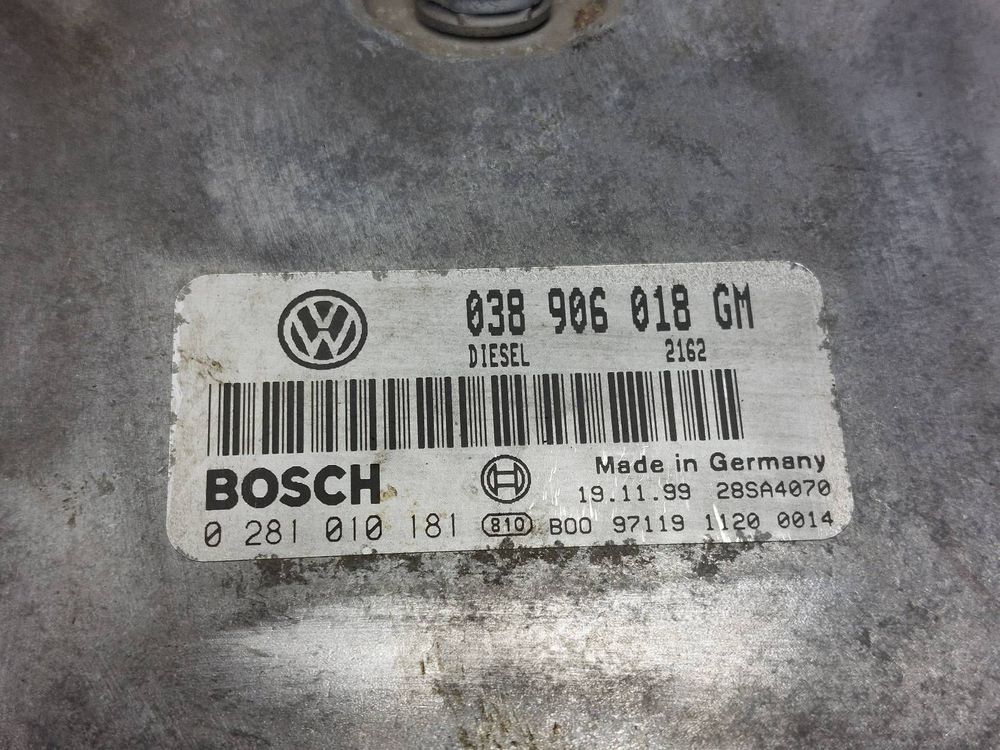 038 906 018 GM
DIESEL 2162
BOSCH
Made in Germany
19.11.99 28SA4070
0 281 010 181 810 B00 97119 1120 0014